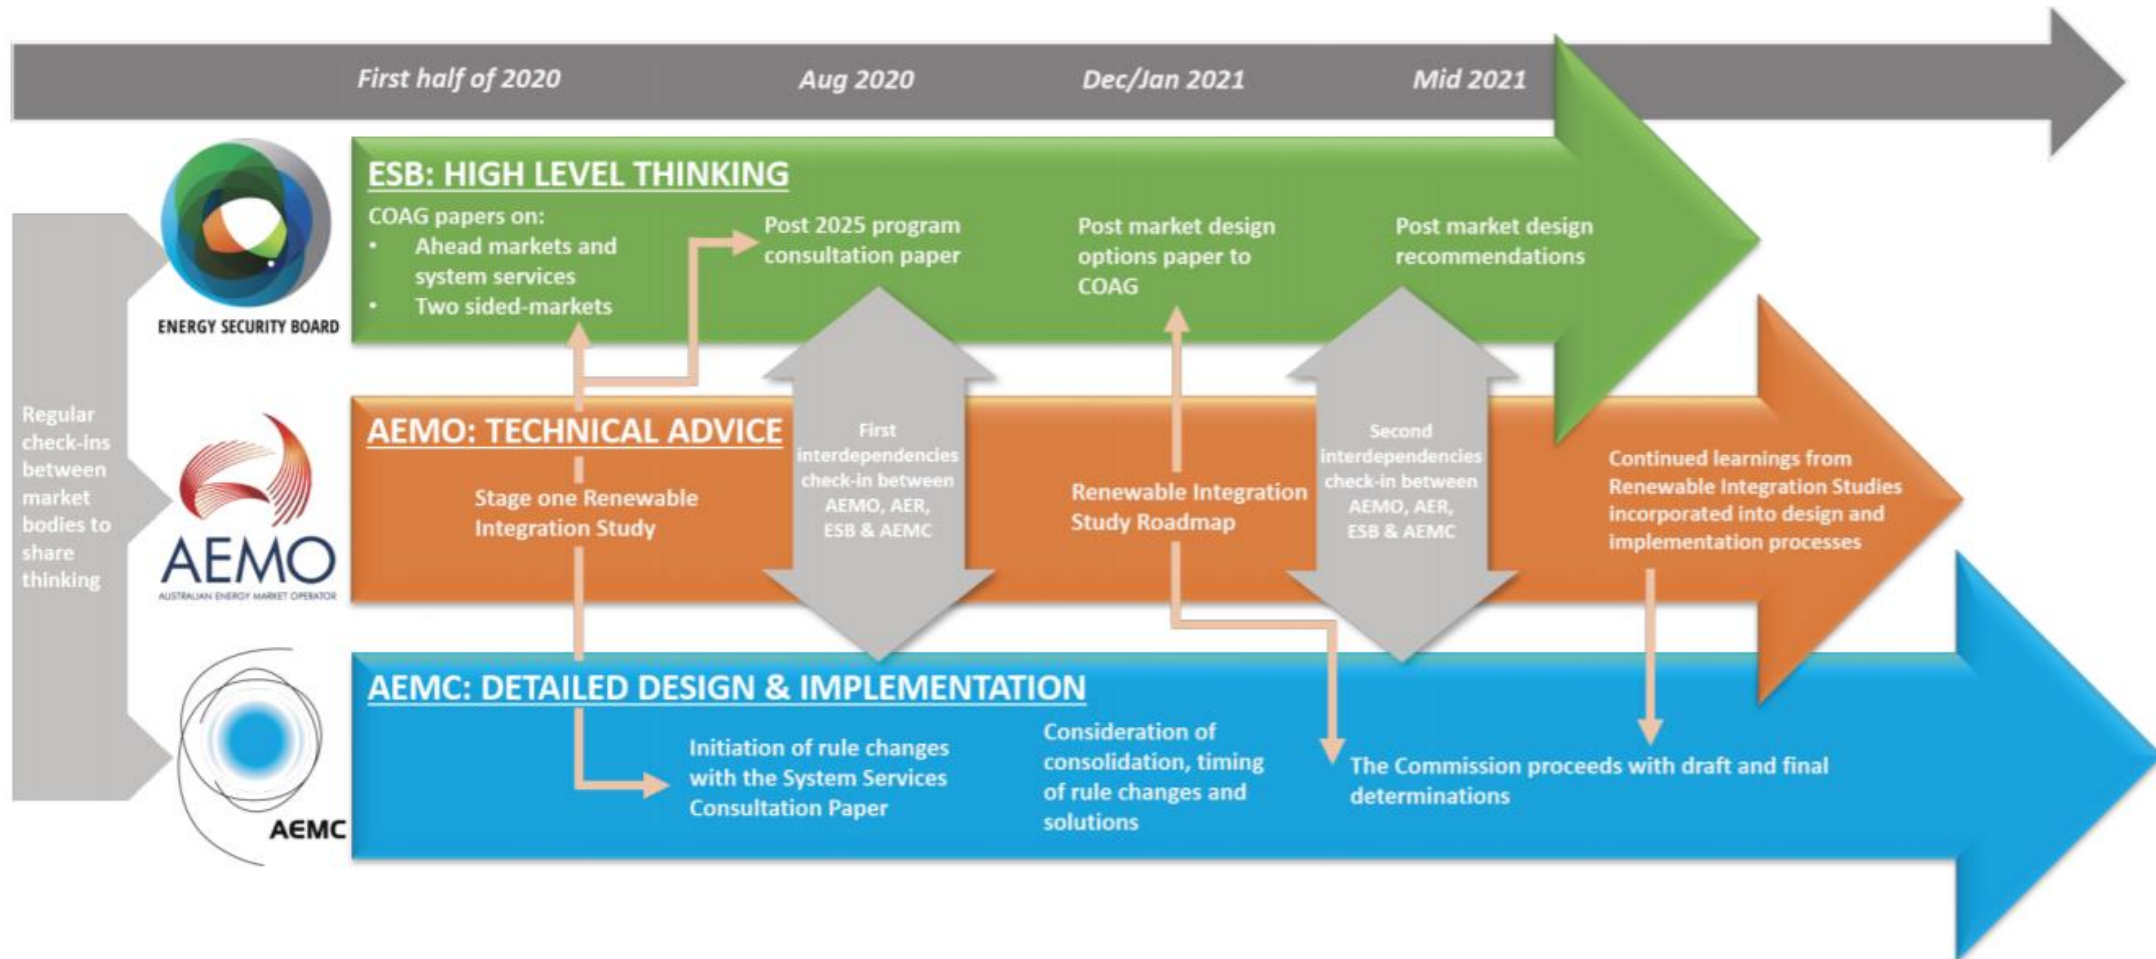 First half of 2020
Aug 2020
Dec/Jan 2021
Mid 2021
ESB: HIGH LEVEL THINKING
COAG papers on:
• Ahead markets and
system services
• Two sided-markets
Post 2025 program
consultation paper
Post market design
options paper to
COAG
Post market design
recommendations
ENERGY SECURITY BOARD
Regular
check-ins
between
market
bodies to
share
thinking
AEMO
AUSTRALIAN ENERGY MARKET OPERATOR
AEMO: TECHNICAL ADVICE
Stage one Renewable
Integration Study
First
interdependencies
check-in between
AEMO, AER,
ESB & AEMC
Renewable Integration
Study Roadmap
Second
interdependencies
check-in between
AEMO, AER,
ESB & AEMC
Continued learnings from
Renewable Integration Studies
incorporated into design and
implementation processes
AEMC
AEMC: DETAILED DESIGN & IMPLEMENTATION
Initiation of rule changes
with the System Services
Consultation Paper
Consideration of
consolidation, timing
of rule changes and
solutions
The Commission proceeds with draft and final
determinations